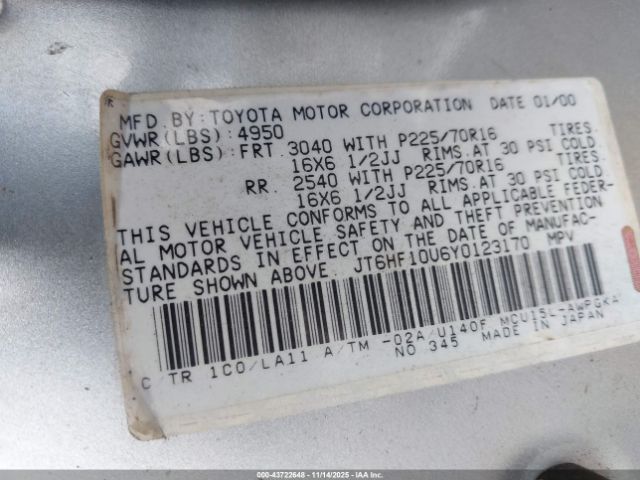 MFD. BY: TOYOTA MOTOR CORPORATION DATE 01/00
GVWR(LBS): 4950
GAWR(LBS): FRT. 3040 WITH P225/70R16 TIRES.
16X6 1/2JJ RIMS. AT 30 PSI COLD
RR. 2540 WITH P225/70R16 TIRES.
16X6 1/2JJ RIMS. AT 30 PSI COLD.
THIS VEHICLE CONFORMS TO ALL APPLICABLE FEDER-
AL MOTOR VEHICLE SAFETY AND THEFT PREVENTION
STANDARDS IN EFFECT ON THE DATE OF MANUFAC-
TURE SHOWN ABOVE. JT6HF10U6Y0123170 MPV
C/TR 1C0/LA11 A/TM -02A/U140F MCU15L-AWPGKA
NO 345 MADE IN JAPAN
000-43722648 | 11/14/2025 | IAAI.COM